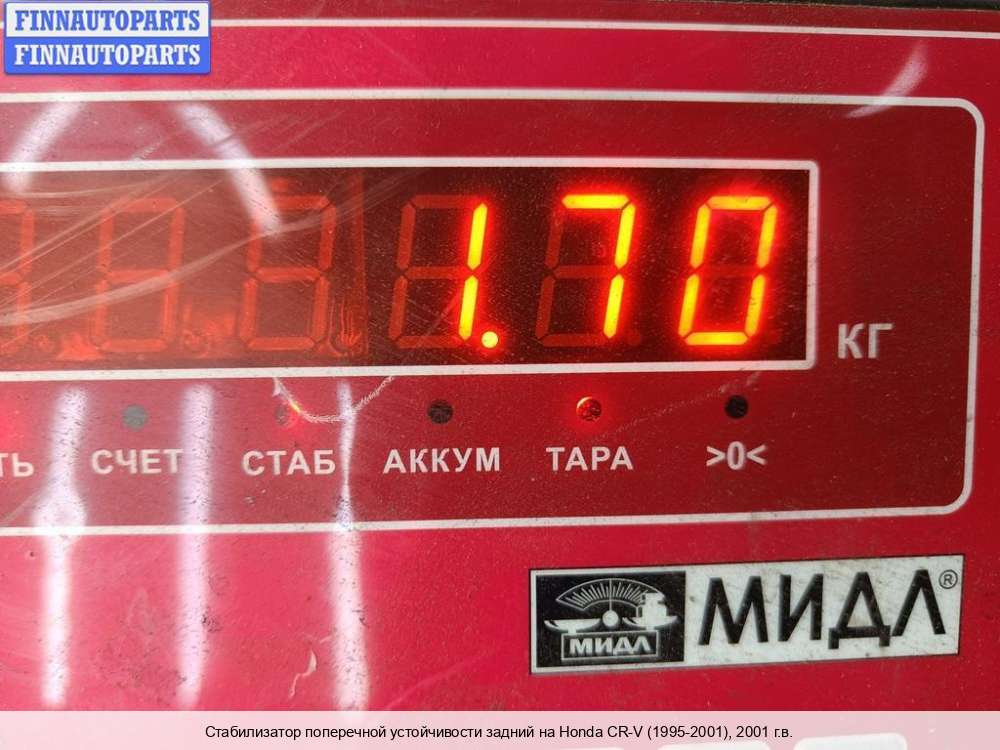 FINNAUTOPARTS
FINNAUTOPARTS
1.70
КГ
ТЬ СЧЕТ СТАБ АККУМ ТАРА >0<
МИДЛ МИДЛ®
Стабилизатор поперечной устойчивости задний на Honda CR-V (1995-2001), 2001 г.в.